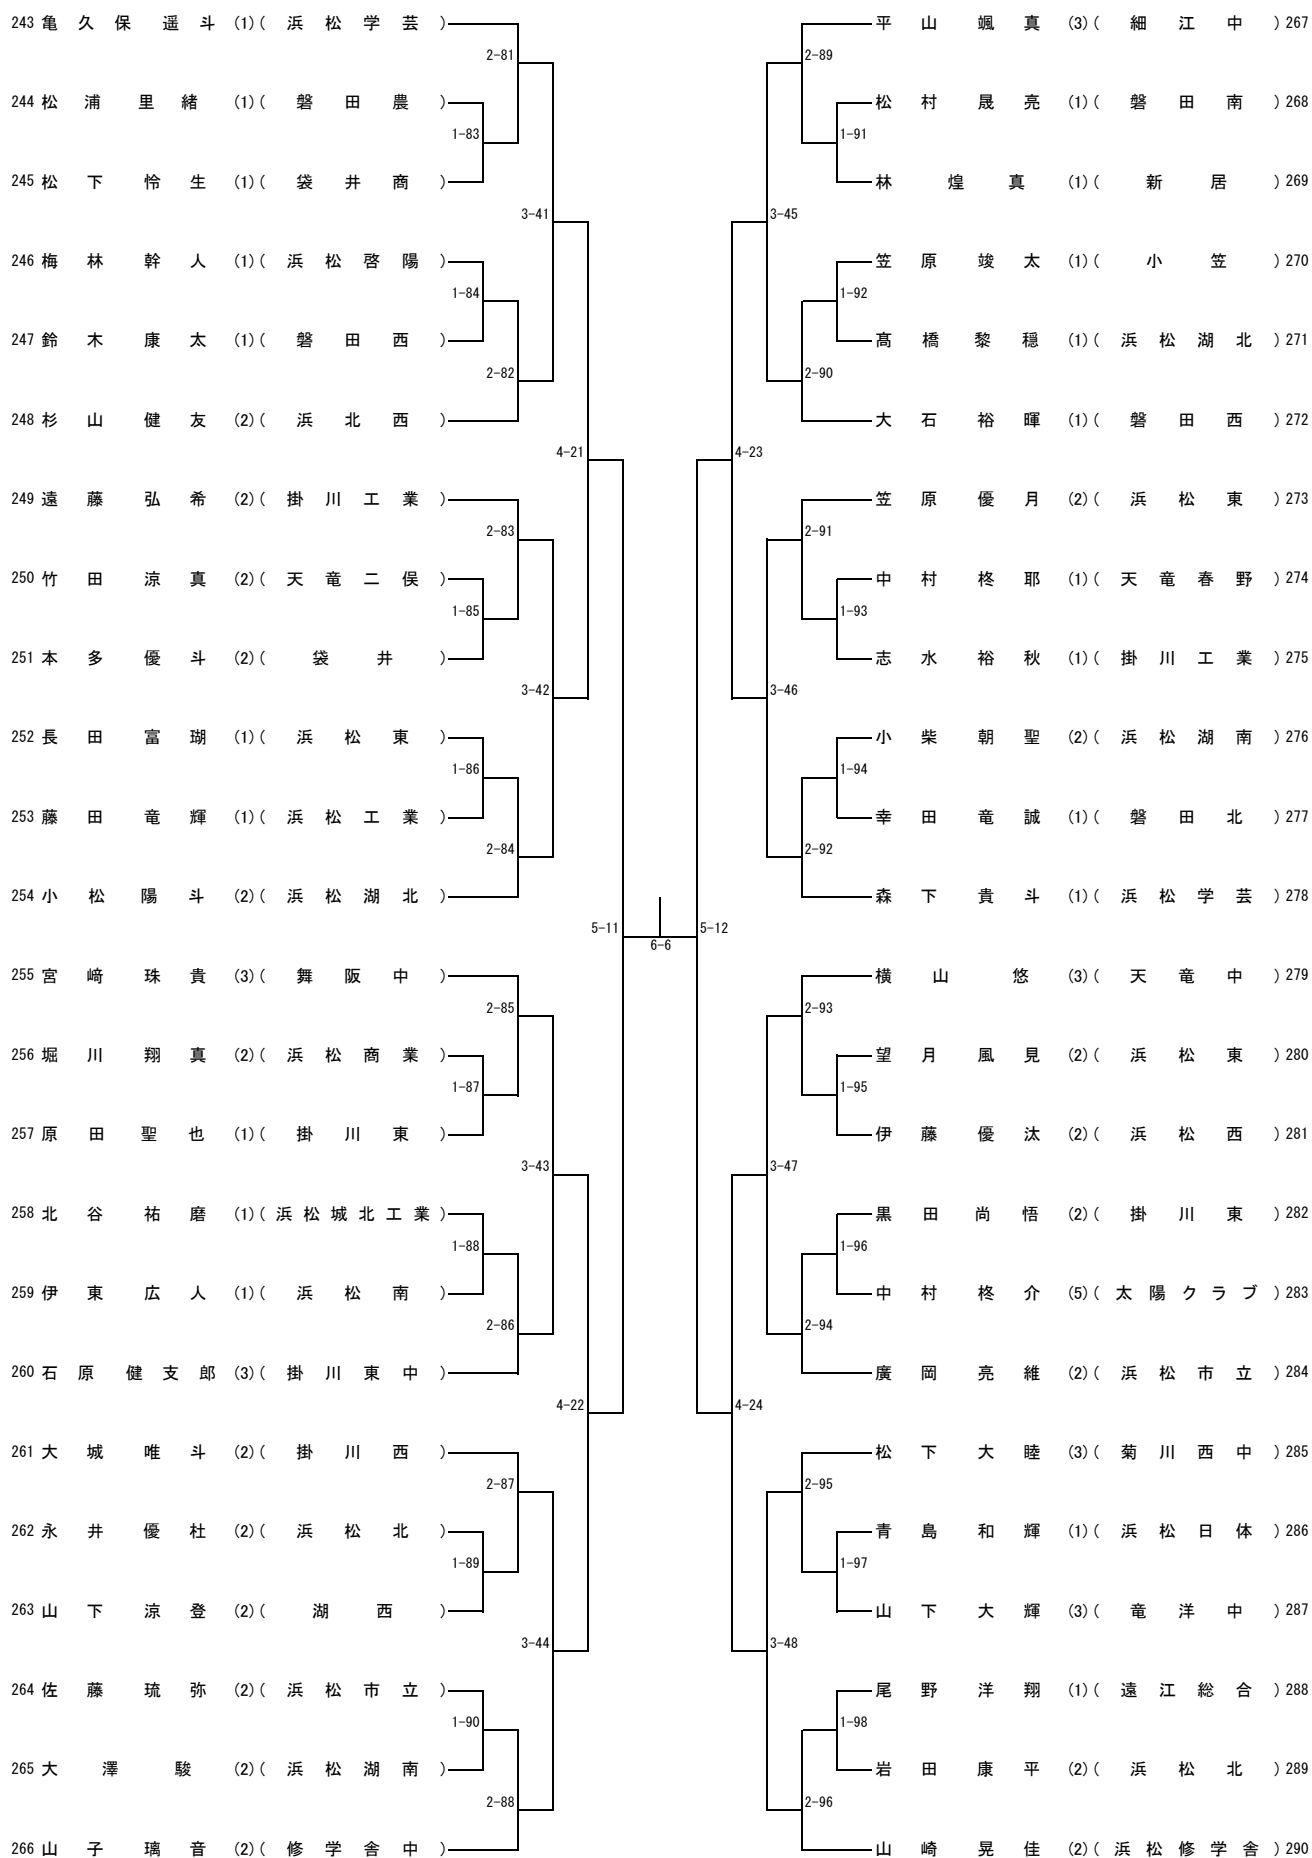 243 亀久保遥斗 (1)(浜松学芸)
2-81
244 松浦里緒 (1)(磐田農)
1-83
245 松下怜生 (1)(袋井商)
3-41
246 梅林幹人 (1)(浜松啓陽)
1-84
247 鈴木康太 (1)(磐田西)
2-82
248 杉山健友 (2)(浜北西)
4-21
249 遠藤弘希 (2)(掛川工業)
2-83
250 竹田涼真 (2)(天竜二俣)
1-85
251 本多優斗 (2)(袋井)
3-42
252 長田富瑚 (1)(浜松東)
1-86
253 藤田竜輝 (1)(浜松工業)
2-84
254 小松陽斗 (2)(浜松湖北)
5-11
255 宮﨑珠貴 (3)(舞阪中)
2-85
256 堀川翔真 (2)(浜松商業)
1-87
257 原田聖也 (1)(掛川東)
3-43
258 北谷祐磨 (1)(浜松城北工業)
1-88
259 伊東広人 (1)(浜松南)
2-86
260 石原健支郎 (3)(掛川東中)
4-22
261 大城唯斗 (2)(掛川西)
2-87
262 永井優杜 (2)(浜松北)
1-89
263 山下涼登 (2)(湖西)
3-44
264 佐藤琉弥 (2)(浜松市立)
1-90
265 大澤駿 (2)(浜松湖南)
2-88
266 山子璃音 (2)(修学舎中)
6-6
平山颯真 (3)(細江中) 267
2-89
松村晟亮 (1)(磐田南) 268
1-91
林煌真 (1)(新居) 269
3-45
笠原竣太 (1)(小笠) 270
1-92
髙橋黎穏 (1)(浜松湖北) 271
2-90
大石裕暉 (1)(磐田西) 272
4-23
笠原優月 (2)(浜松東) 273
2-91
中村柊耶 (1)(天竜春野) 274
1-93
志水裕秋 (1)(掛川工業) 275
3-46
小柴朝聖 (2)(浜松湖南) 276
1-94
幸田竜誠 (1)(磐田北) 277
2-92
森下貴斗 (1)(浜松学芸) 278
5-12
横山悠 (3)(天竜中) 279
2-93
望月風見 (2)(浜松東) 280
1-95
伊藤優汰 (2)(浜松西) 281
3-47
黒田尚悟 (2)(掛川東) 282
1-96
中村柊介 (5)(太陽クラブ) 283
2-94
廣岡亮維 (2)(浜松市立) 284
4-24
松下大睦 (3)(菊川西中) 285
2-95
青島和輝 (1)(浜松日体) 286
1-97
山下大輝 (3)(竜洋中) 287
3-48
尾野洋翔 (1)(遠江総合) 288
1-98
岩田康平 (2)(浜松北) 289
2-96
山崎晃佳 (2)(浜松修学舎) 290